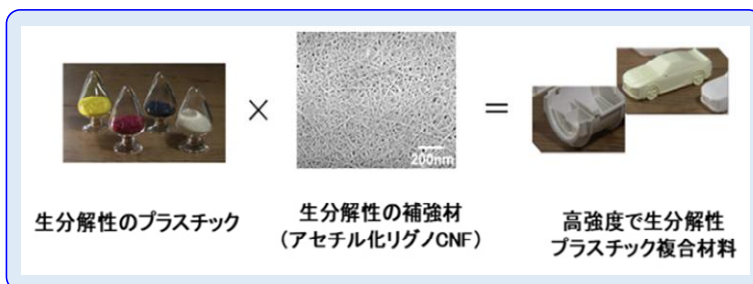 ×
=
200nm
生分解性のプラスチック
生分解性の補強材
(アセチル化リグノCNF)
高強度で生分解性
プラスチック複合材料